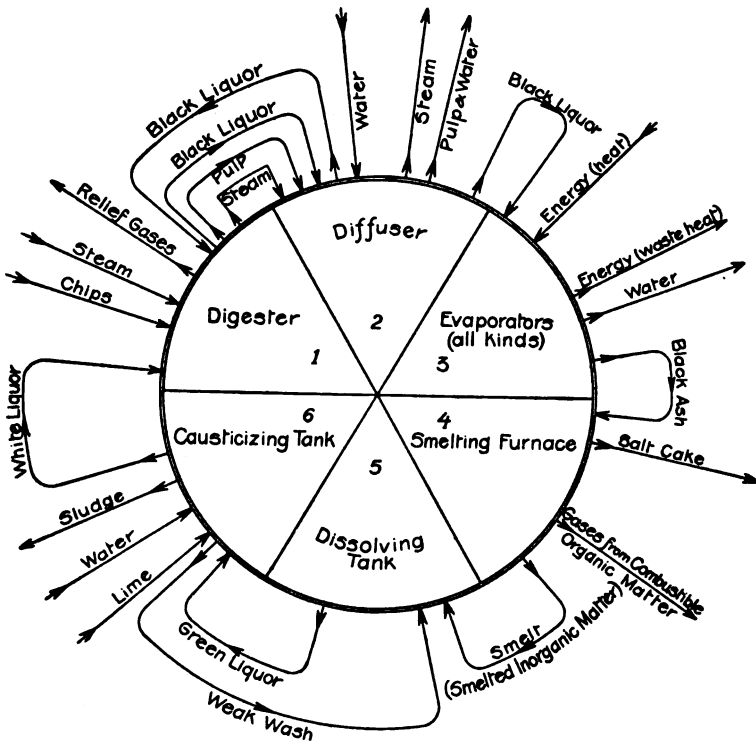 Black Liquor
Black Liquor
Pulp
Steam
Water
Steam
Pulp & Water
Black Liquor
Energy (heat)
Energy (waste heat)
Water
Black Ash
Salt Cake
Gases from Combustible
Organic Matter
Smelt
(Smelted Inorganic Matter)
Weak Wash
Green Liquor
Lime
Water
Sludge
White Liquor
Chips
Steam
Relief Gases
Digester
1
Diffuser
2
Evaporators
(all kinds)
3
4
Smelting Furnace
5
Dissolving
Tank
6
Causticizing Tank